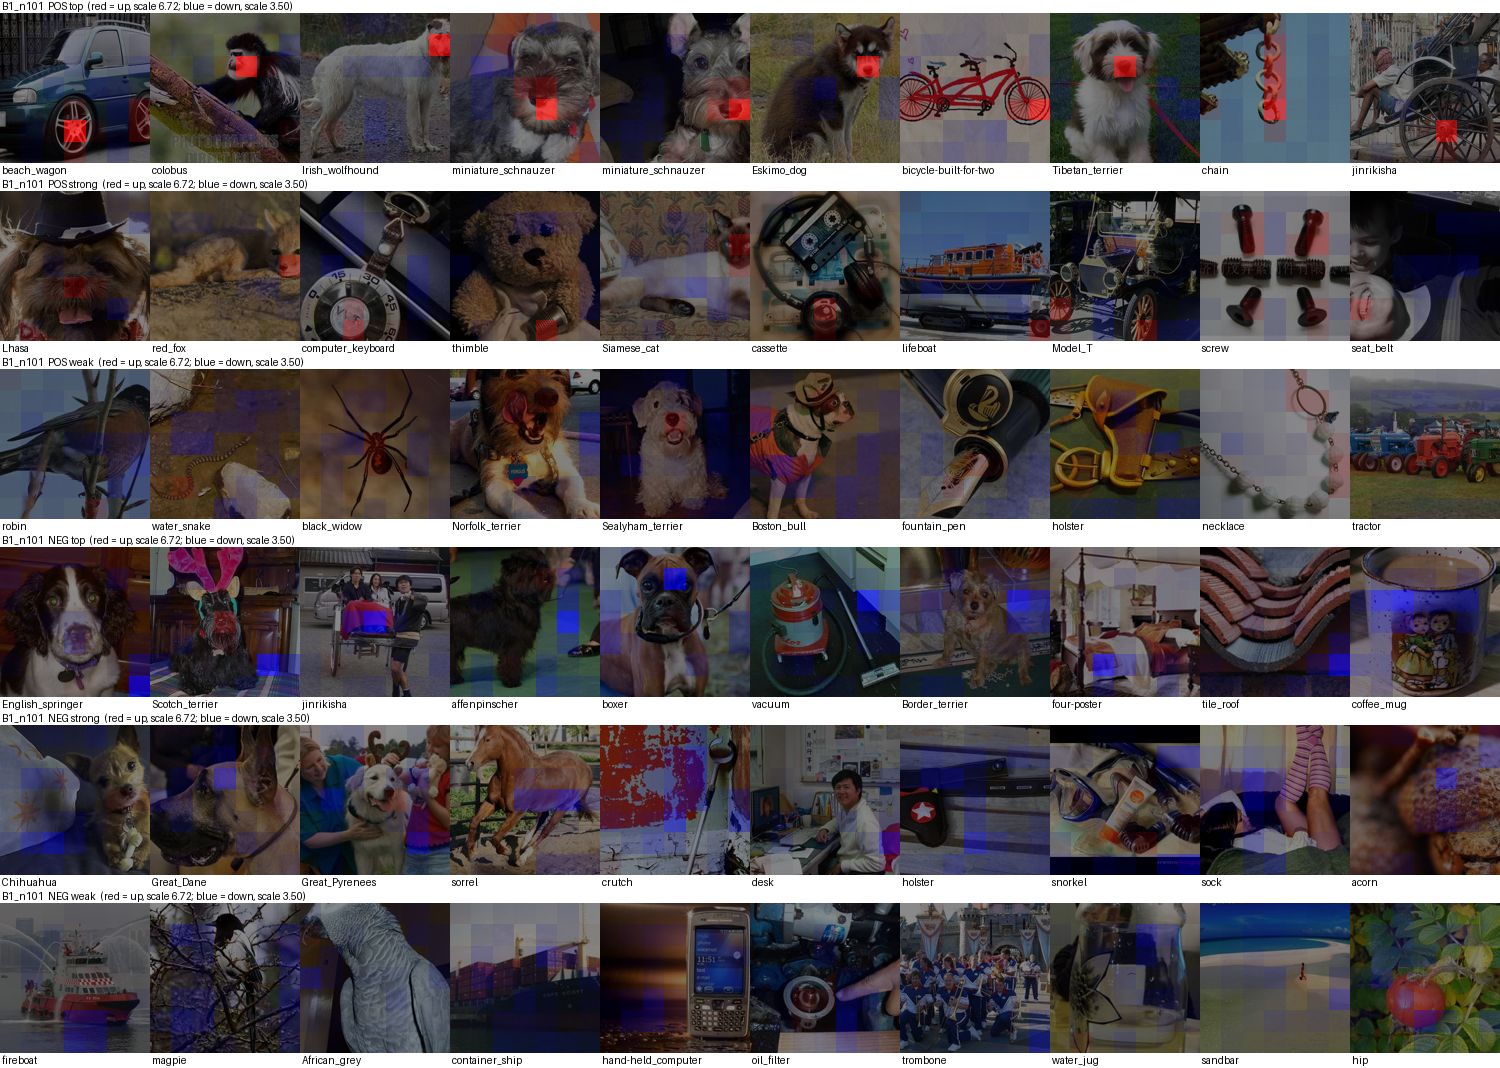 B1_n101 POS top (red = up, scale 6.72; blue = down, scale 3.50)
beach_wagon colobus Irish_wolfhound miniature_schnauzer miniature_schnauzer Eskimo_dog bicycle-built-for-two Tibetan_terrier chain jinrikisha
B1_n101 POS strong (red = up, scale 6.72; blue = down, scale 3.50)
Lhasa red_fox computer_keyboard thimble Siamese_cat cassette lifeboat Model_T screw seat_belt
B1_n101 POS weak (red = up, scale 6.72; blue = down, scale 3.50)
robin water_snake black_widow Norfolk_terrier Sealyham_terrier Boston_bull fountain_pen holster necklace tractor
B1_n101 NEG top (red = up, scale 6.72; blue = down, scale 3.50)
English_springer Scotch_terrier jinrikisha affenpinscher boxer vacuum Border_terrier four-poster tile_roof coffee_mug
B1_n101 NEG strong (red = up, scale 6.72; blue = down, scale 3.50)
Chihuahua Great_Dane Great_Pyrenees sorrel crutch desk holster snorkel sock acorn
B1_n101 NEG weak (red = up, scale 6.72; blue = down, scale 3.50)
fireboat magpie African_grey container_ship hand-held_computer oil_filter trombone water_jug sandbar hip